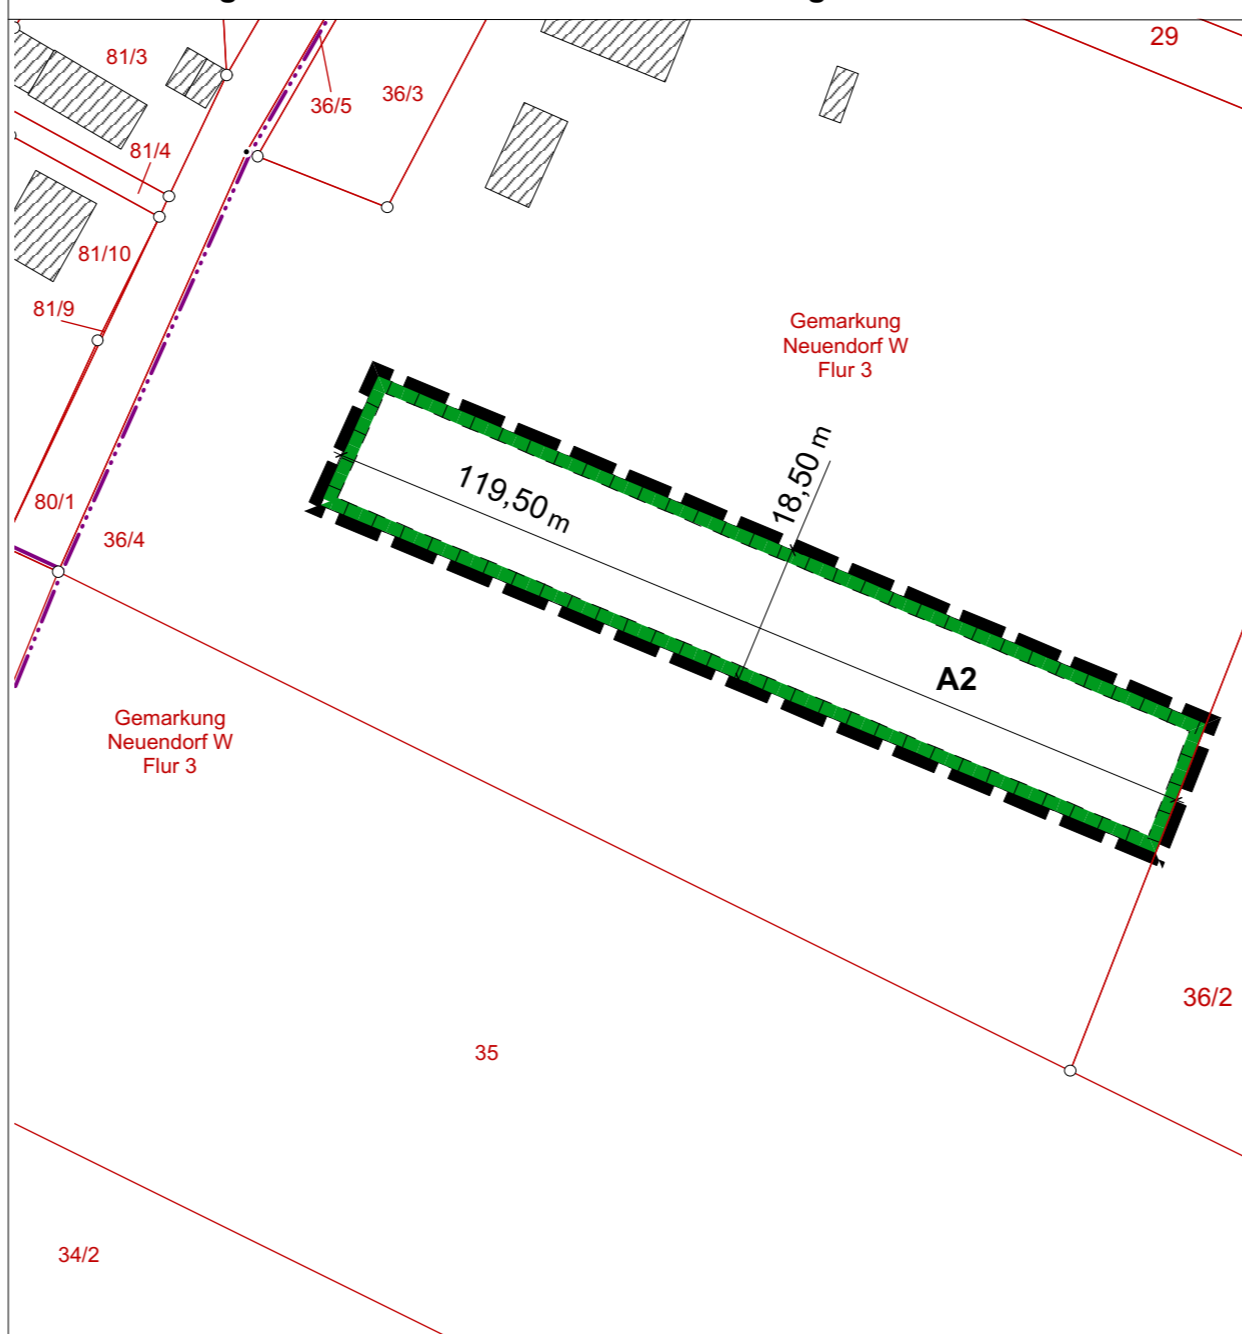 29
81/3
36/5
36/3
81/4
81/10
81/9
Gemarkung
Neuendorf W
Flur 3
119,50 m
18,50 m
80/1
36/4
A2
Gemarkung
Neuendorf W
Flur 3
36/2
35
34/2